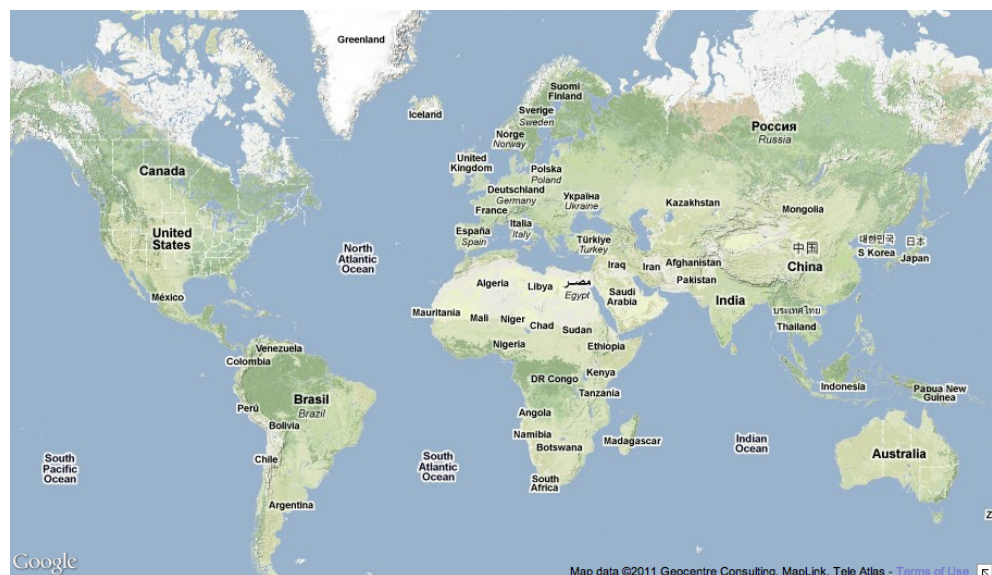 Greenland
Iceland
Suomi
Finland
Sverige
Sweden
Norge
Norway
Россия
Russia
Canada
United
Kingdom
Polska
Poland
Deutschland
Germany
Україна
Ukraine
Kazakhstan
Mongolia
France
Italia
Italy
España
Spain
Türkiye
Turkey
United
States
North
Atlantic
Ocean
中国
China
대한민국
S Korea
日本
Japan
Iraq
Iran
Afghanistan
Pakistan
México
Algeria
Libya
مصر
Egypt
Saudi
Arabia
India
ประเทศไทย
Thailand
Mauritania
Mali
Niger
Chad
Sudan
Nigeria
Ethiopia
Venezuela
Colombia
DR Congo
Kenya
Tanzania
Indonesia
Papua New
Guinea
Perú
Brasil
Brazil
Bolivia
Angola
Namibia
Botswana
Madagascar
Indian
Ocean
Australia
South
Pacific
Ocean
Chile
South
Atlantic
Ocean
South
Africa
Argentina
Z
Google
Map data ©2011 Geocentre Consulting, MapLink, Tele Atlas - Terms of Use